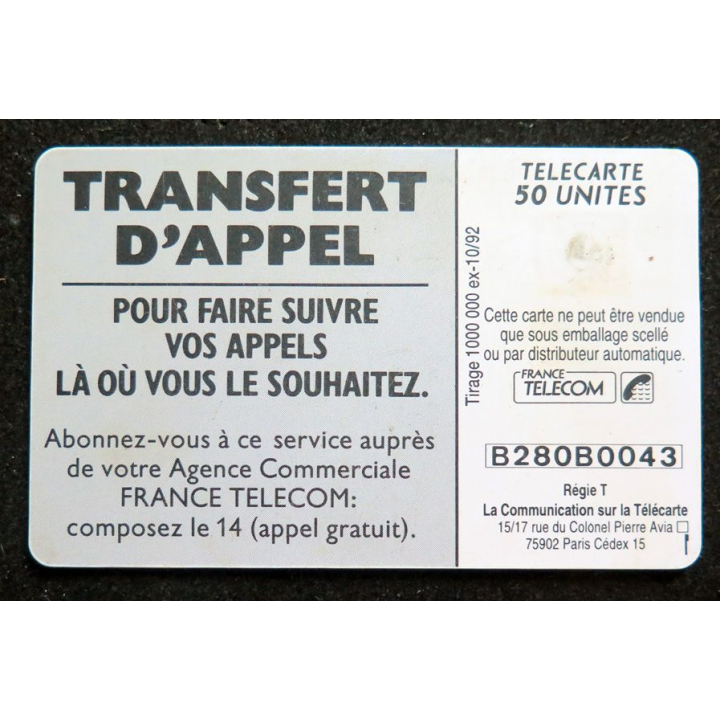 TRANSFERT
D'APPEL
POUR FAIRE SUIVRE
VOS APPELS
LÀ OÙ VOUS LE SOUHAITEZ.
Abonnez-vous à ce service auprès
de votre Agence Commerciale
FRANCE TELECOM:
composez le 14 (appel gratuit).
Tirage 1000 000 ex-10/92
TELECARTE
50 UNITES
Cette carte ne peut être vendue
que sous emballage scellé
ou par distributeur automatique.
FRANCE
TELECOM
B280B0043
Régie T
La Communication sur la Télécarte
15/17 rue du Colonel Pierre Avia
75902 Paris Cédex 15